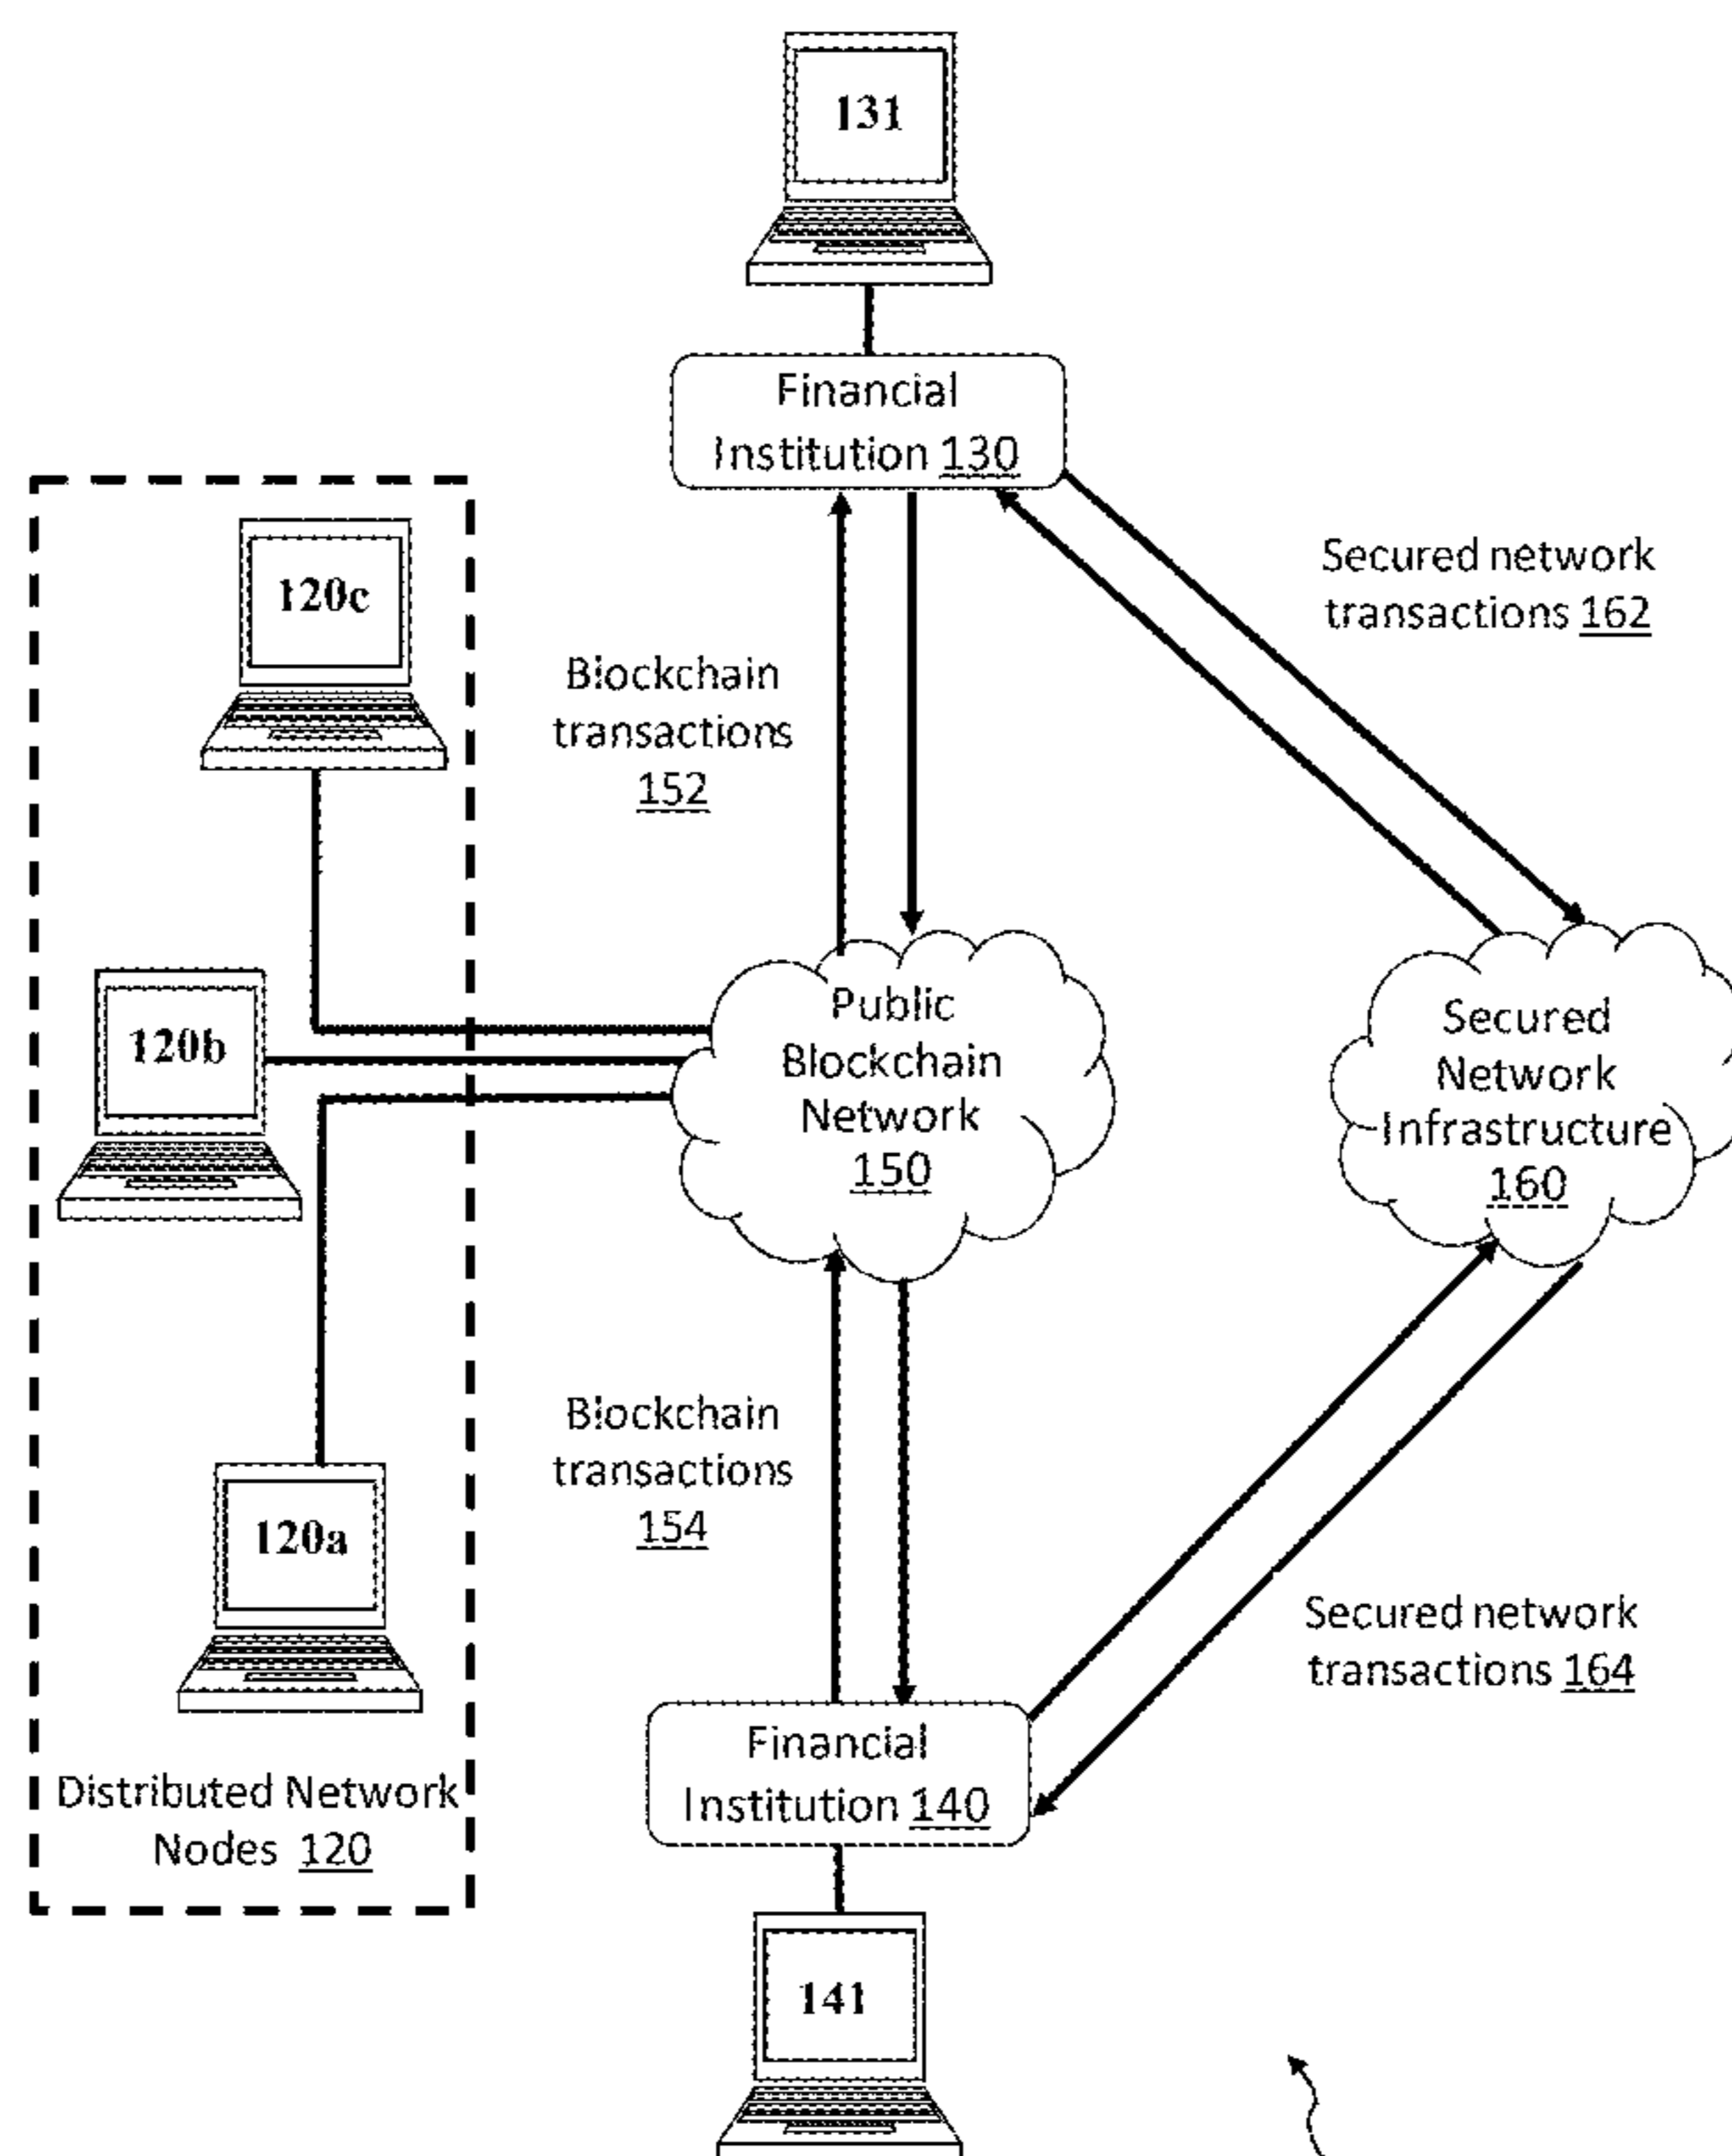 131
Financial
Institution 130
120c
Secured network
transactions 162
Blockchain
transactions
152
120b
Public
Blockchain
Network
150
Secured
Network
Infrastructure
160
Blockchain
transactions
154
120a
Secured network
transactions 164
Financial
Institution 140
Distributed Network
Nodes 120
141